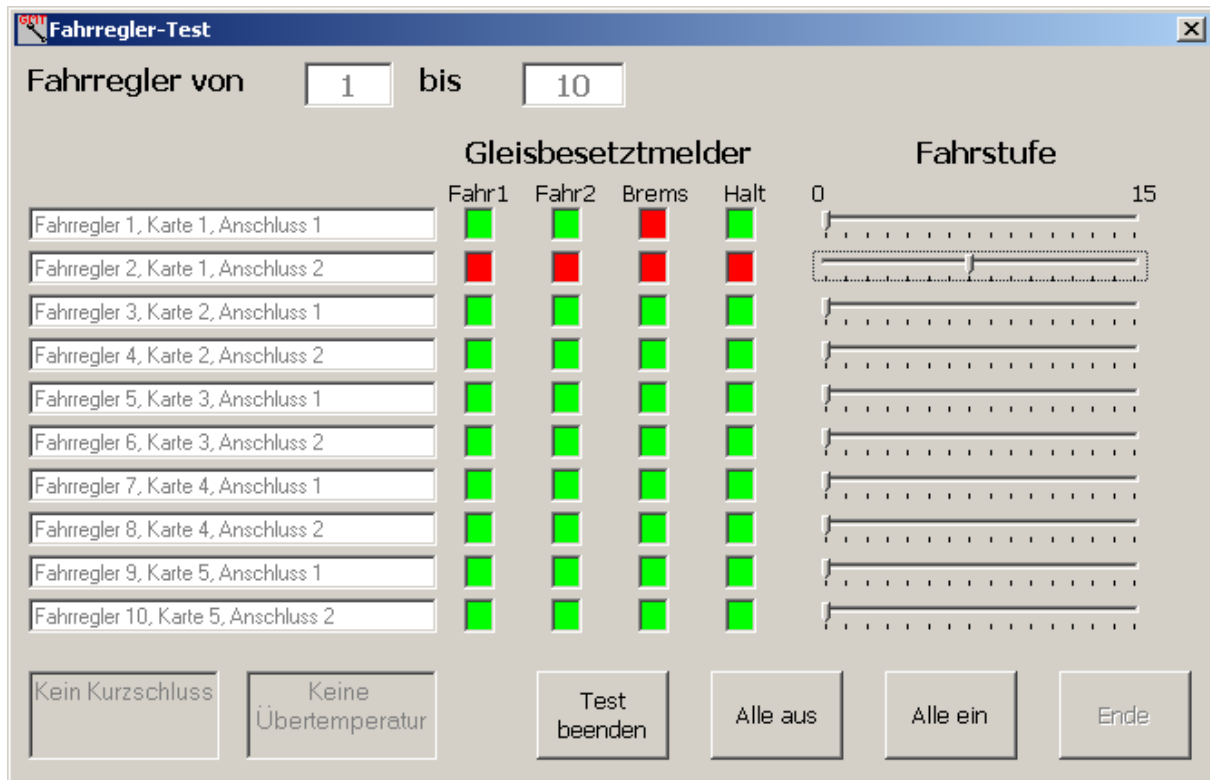 GAHT
Fahrregler-Test
Fahrregler von 1 bis 10
Gleisbesetztmelder Fahrstufe
Fahr1 Fahr2 Brems Halt 0 15
Fahrregler 1, Karte 1, Anschluss 1
Fahrregler 2, Karte 1, Anschluss 2
Fahrregler 3, Karte 2, Anschluss 1
Fahrregler 4, Karte 2, Anschluss 2
Fahrregler 5, Karte 3, Anschluss 1
Fahrregler 6, Karte 3, Anschluss 2
Fahrregler 7, Karte 4, Anschluss 1
Fahrregler 8, Karte 4, Anschluss 2
Fahrregler 9, Karte 5, Anschluss 1
Fahrregler 10, Karte 5, Anschluss 2
Kein Kurzschluss
Keine
Übertemperatur
Test
beenden
Alle aus
Alle ein
Ende